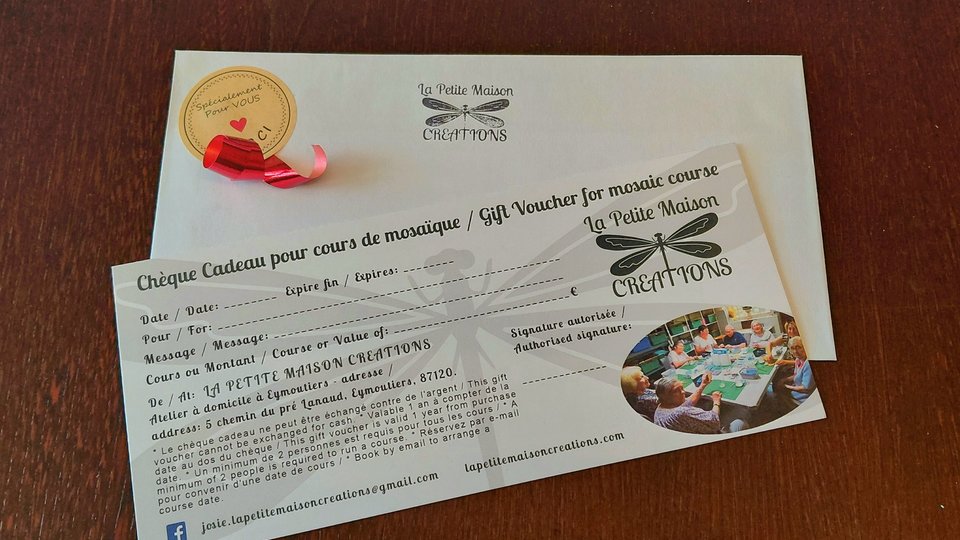 Spécialement
Pour VOUS
CI
La Petite Maison
CREATIONS
Chèque Cadeau pour cours de mosaïque / Gift Voucher for mosaic course
La Petite Maison
CREATIONS
Date / Date: Expire fin / Expires:
Pour / For:
Message / Message:
Cours ou Montant / Course or Value of: €
De / At: LA PETITE MAISON CREATIONS
Atelier à domicile à Eymoutiers - adresse /
address: 5 chemin du pré Lanaud, Eymoutiers, 87120.
Signature autorisée /
Authorised signature:
* Le chèque cadeau ne peut être échangé contre de l'argent / This gift
voucher cannot be exchanged for cash. * Valable 1 an à compter de la
date au dos du chèque / This gift voucher is valid 1 year from purchase
date. * Un minimum de 2 personnes est requis pour tous les cours / * A
minimum of 2 people is required to run a course. * Réservez par e-mail
pour convenir d'une date de cours / * Book by email to arrange a
course date.
f josie.lapetitemaisoncreations@gmail.com lapetitemaisoncreations.com